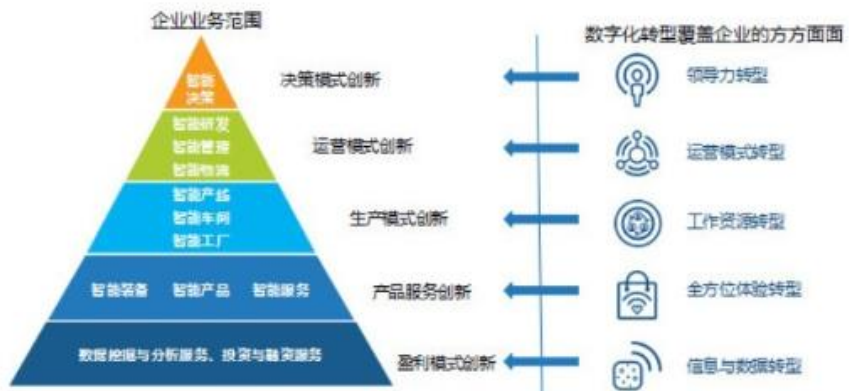 企业业务范围
数字化转型覆盖企业的方方面面
智能
决策
决策模式创新
领导力转型
智能研发
智能管理
智能物流
运营模式创新
运营模式转型
智能产线
智能车间
智能工厂
生产模式创新
工作资源转型
智能装备 智能产品 智能服务
产品服务创新
全方位体验转型
数据挖掘与分析服务、投资与融资服务
盈利模式创新
信息与数据转型